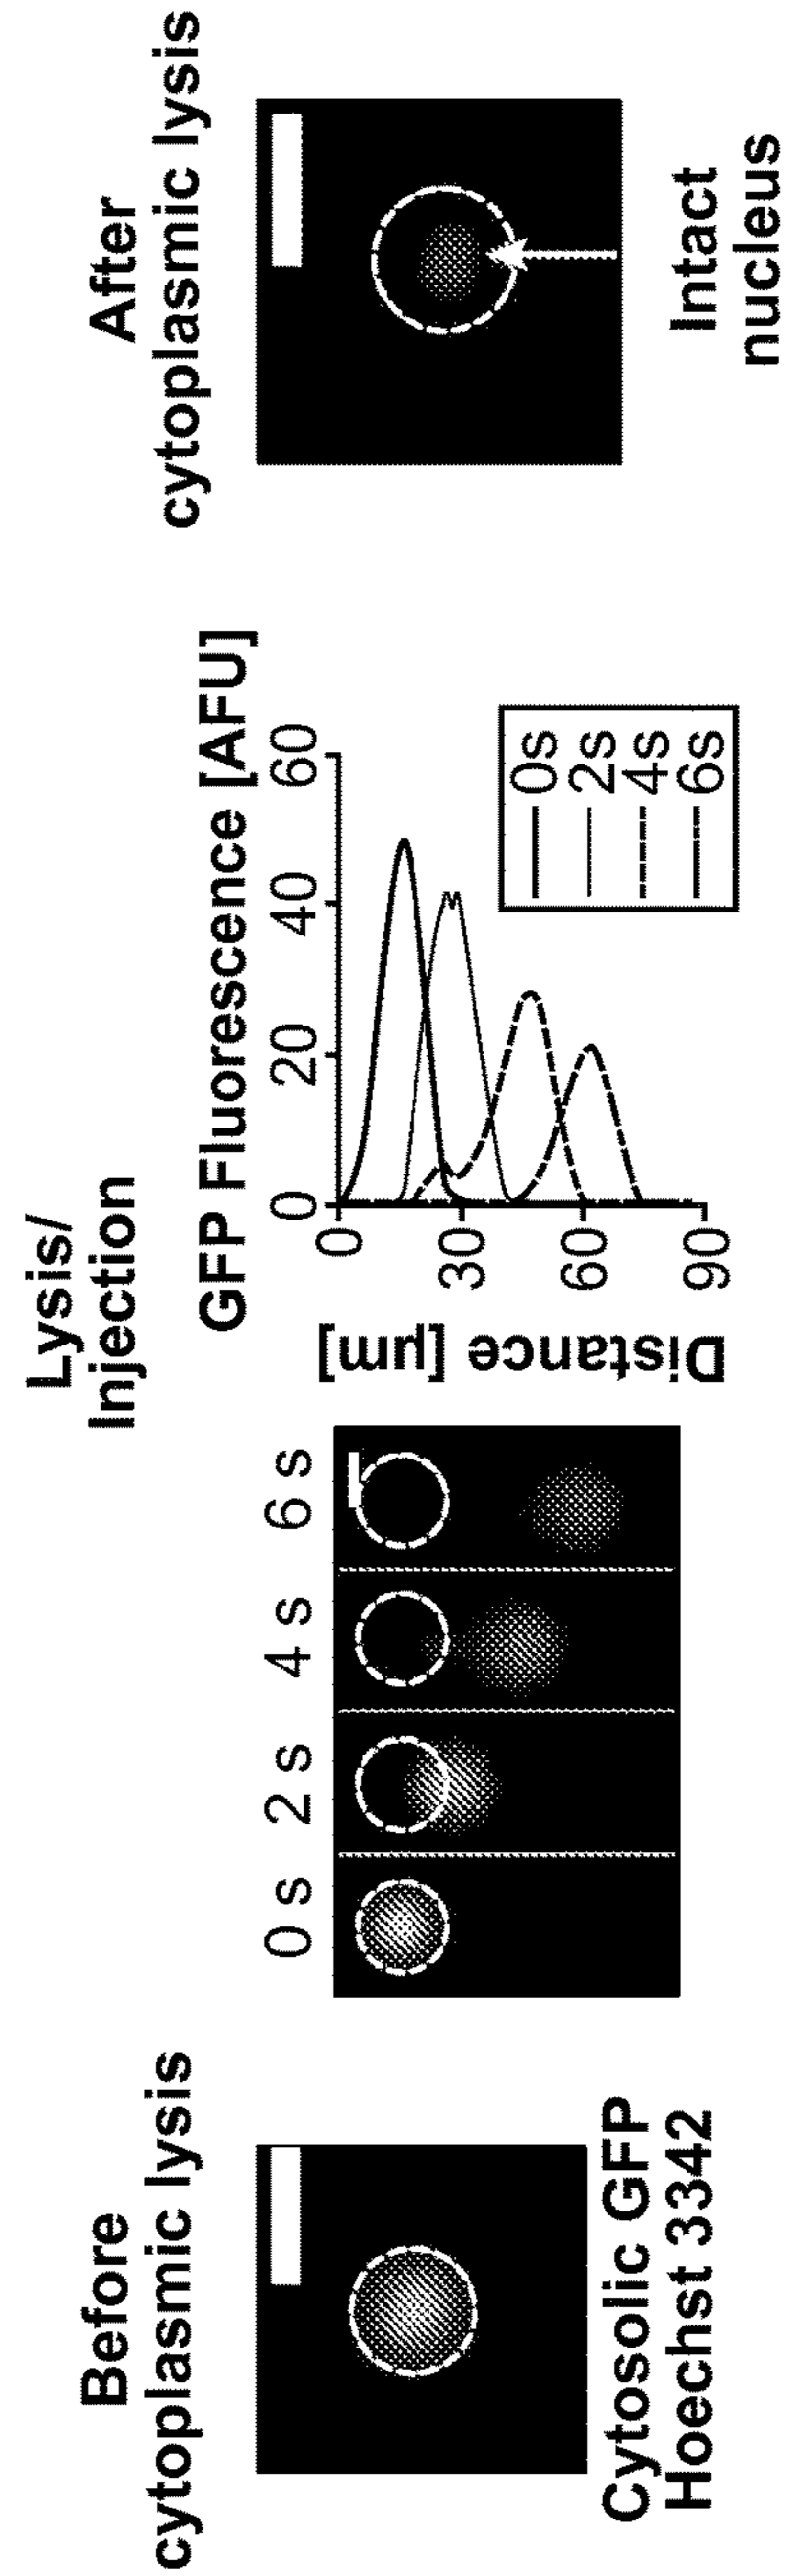 Before
cytoplasmic lysis
Cytosolic GFP
Hoechst 3342
Lysis/
Injection
0 s
2 s
4 s
6 s
GFP Fluorescence [AFU]
0
20
40
60
Distance [µm]
0
30
60
90
0s
2s
4s
6s
After
cytoplasmic lysis
Intact
nucleus